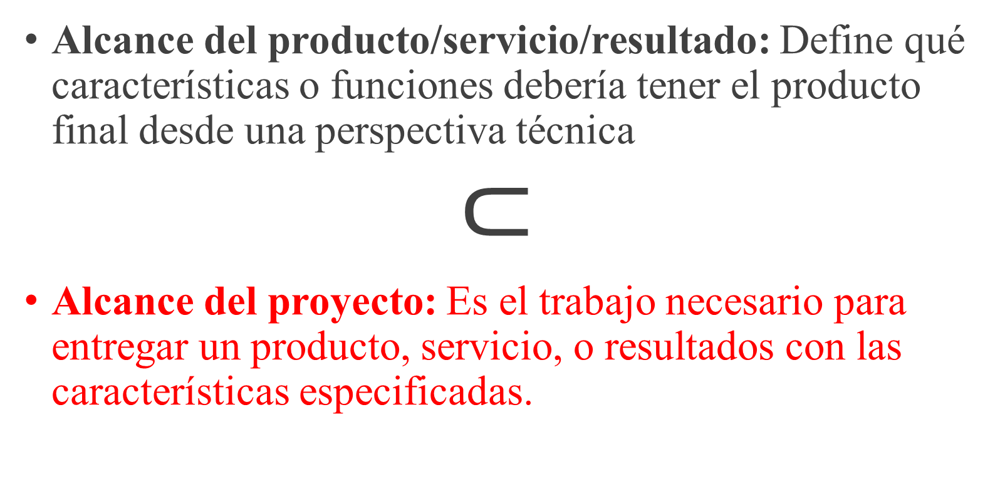 • Alcance del producto/servicio/resultado: Define qué
características o funciones debería tener el producto
final desde una perspectiva técnica
⊂
• Alcance del proyecto: Es el trabajo necesario para
entregar un producto, servicio, o resultados con las
características especificadas.